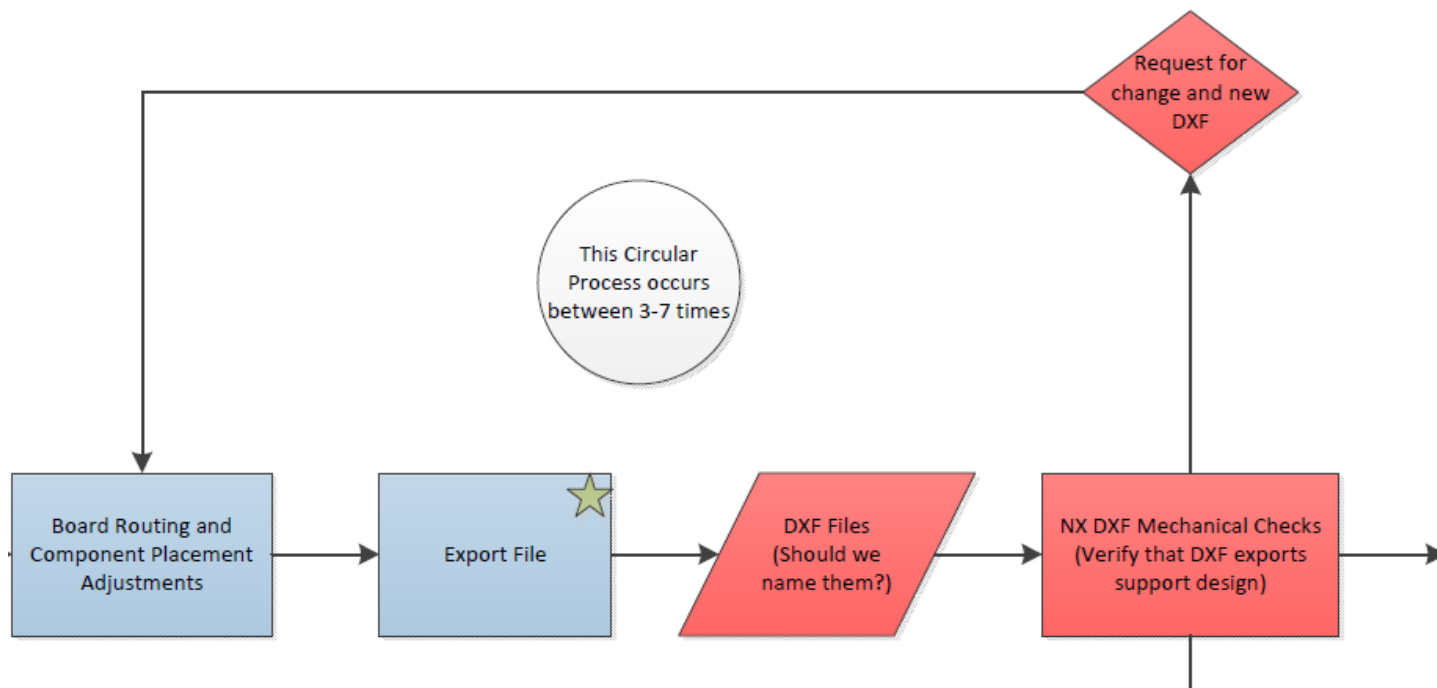 Request for
change and new
DXF
This Circular
Process occurs
between 3-7 times
Board Routing and
Component Placement
Adjustments
Export File
DXF Files
(Should we
name them?)
NX DXF Mechanical Checks
(Verify that DXF exports
support design)